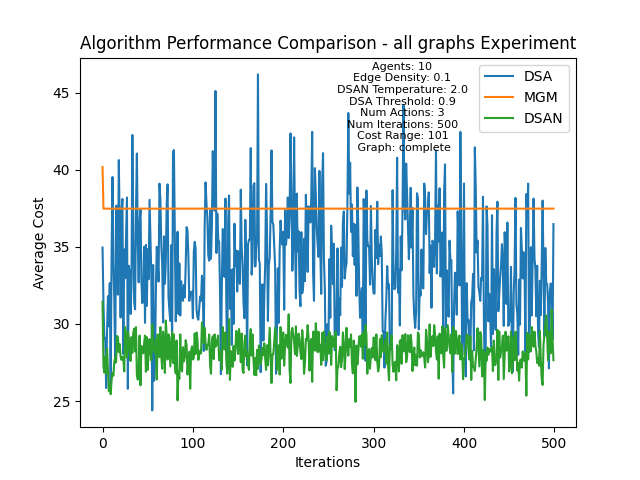 Algorithm Performance Comparison - all graphs Experiment
Agents: 10
Edge Density: 0.1
DSAN Temperature: 2.0
DSA Threshold: 0.9
Num Actions: 3
Num Iterations: 500
Cost Range: 101
Graph: complete
DSA
MGM
DSAN
Average Cost
45
40
35
30
25
0
100
200
300
400
500
Iterations